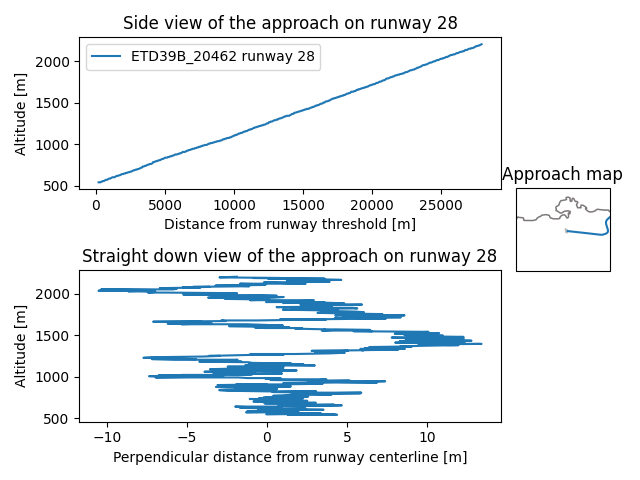 Side view of the approach on runway 28
ETD39B_20462 runway 28
Altitude [m]
2000
1500
1000
500
0
5000
10000
15000
20000
25000
Distance from runway threshold [m]
Approach map
Straight down view of the approach on runway 28
Altitude [m]
2000
1500
1000
500
−10
−5
0
5
10
Perpendicular distance from runway centerline [m]